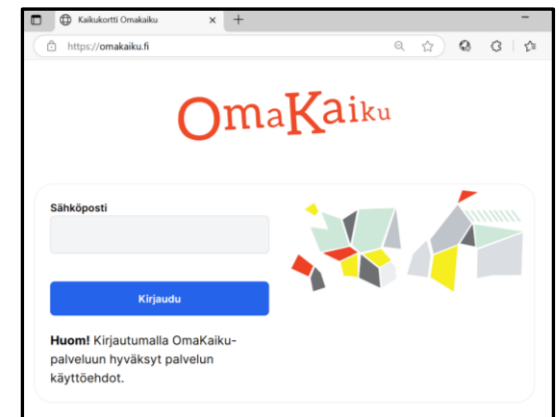 Kaikukortti Omakaiku
https://omakaiku.fi
OmaKaiku
Sähköposti
Kirjaudu
Huom! Kirjautumalla OmaKaiku-
palveluun hyväksyt palvelun
käyttöehdot.